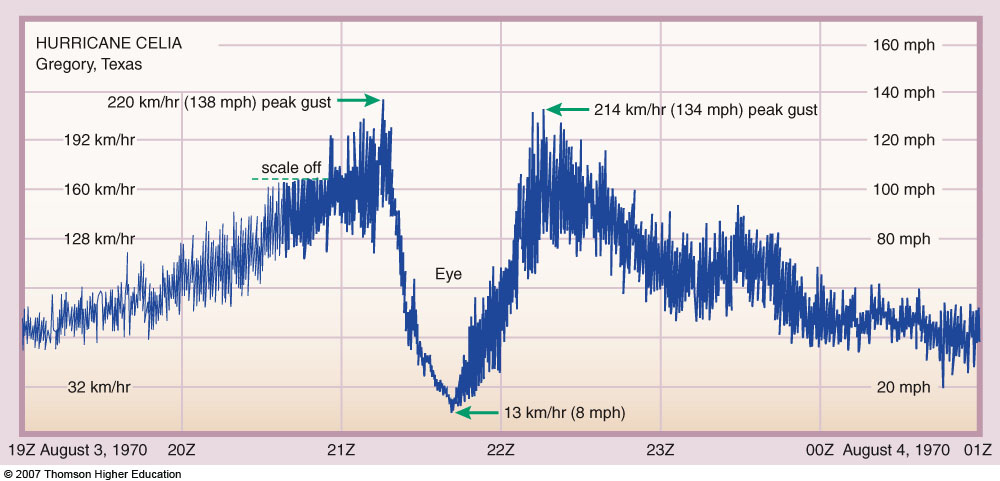 HURRICANE CELIA
Gregory, Texas
160 mph
140 mph
220 km/hr (138 mph) peak gust
214 km/hr (134 mph) peak gust
192 km/hr
120 mph
scale off
160 km/hr
100 mph
128 km/hr
80 mph
Eye
32 km/hr
20 mph
13 km/hr (8 mph)
19Z August 3, 1970 20Z 21Z 22Z 23Z 00Z August 4, 1970 01Z
© 2007 Thomson Higher Education